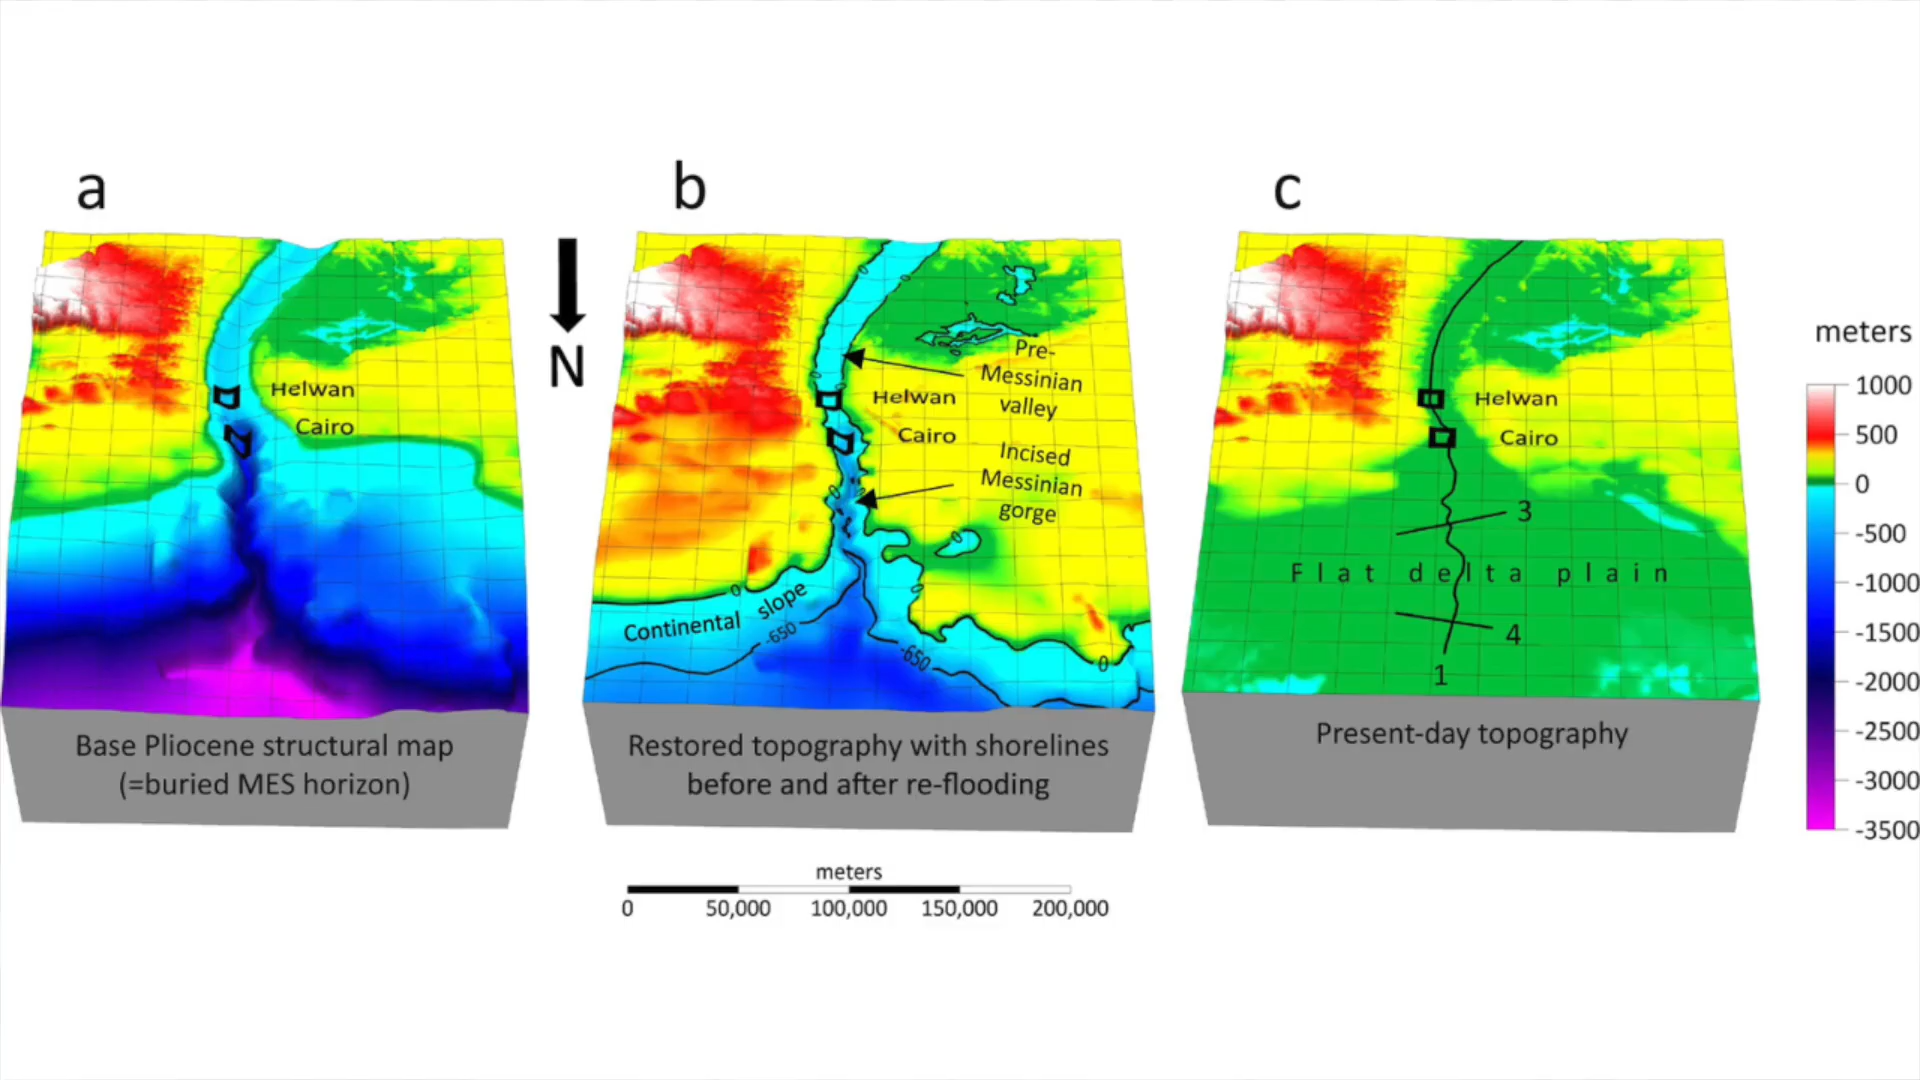 a
b
c
N
Helwan
Cairo
Base Pliocene structural map
(=buried MES horizon)
Pre-
Messinian
valley
Helwan
Cairo
Incised
Messinian
gorge
0
Continental slope
-650
-650
0
Restored topography with shorelines
before and after re-flooding
Helwan
Cairo
3
Flat delta plain
4
1
Present-day topography
meters
1000
500
0
-500
-1000
-1500
-2000
-2500
-3000
-3500
meters
0 50,000 100,000 150,000 200,000